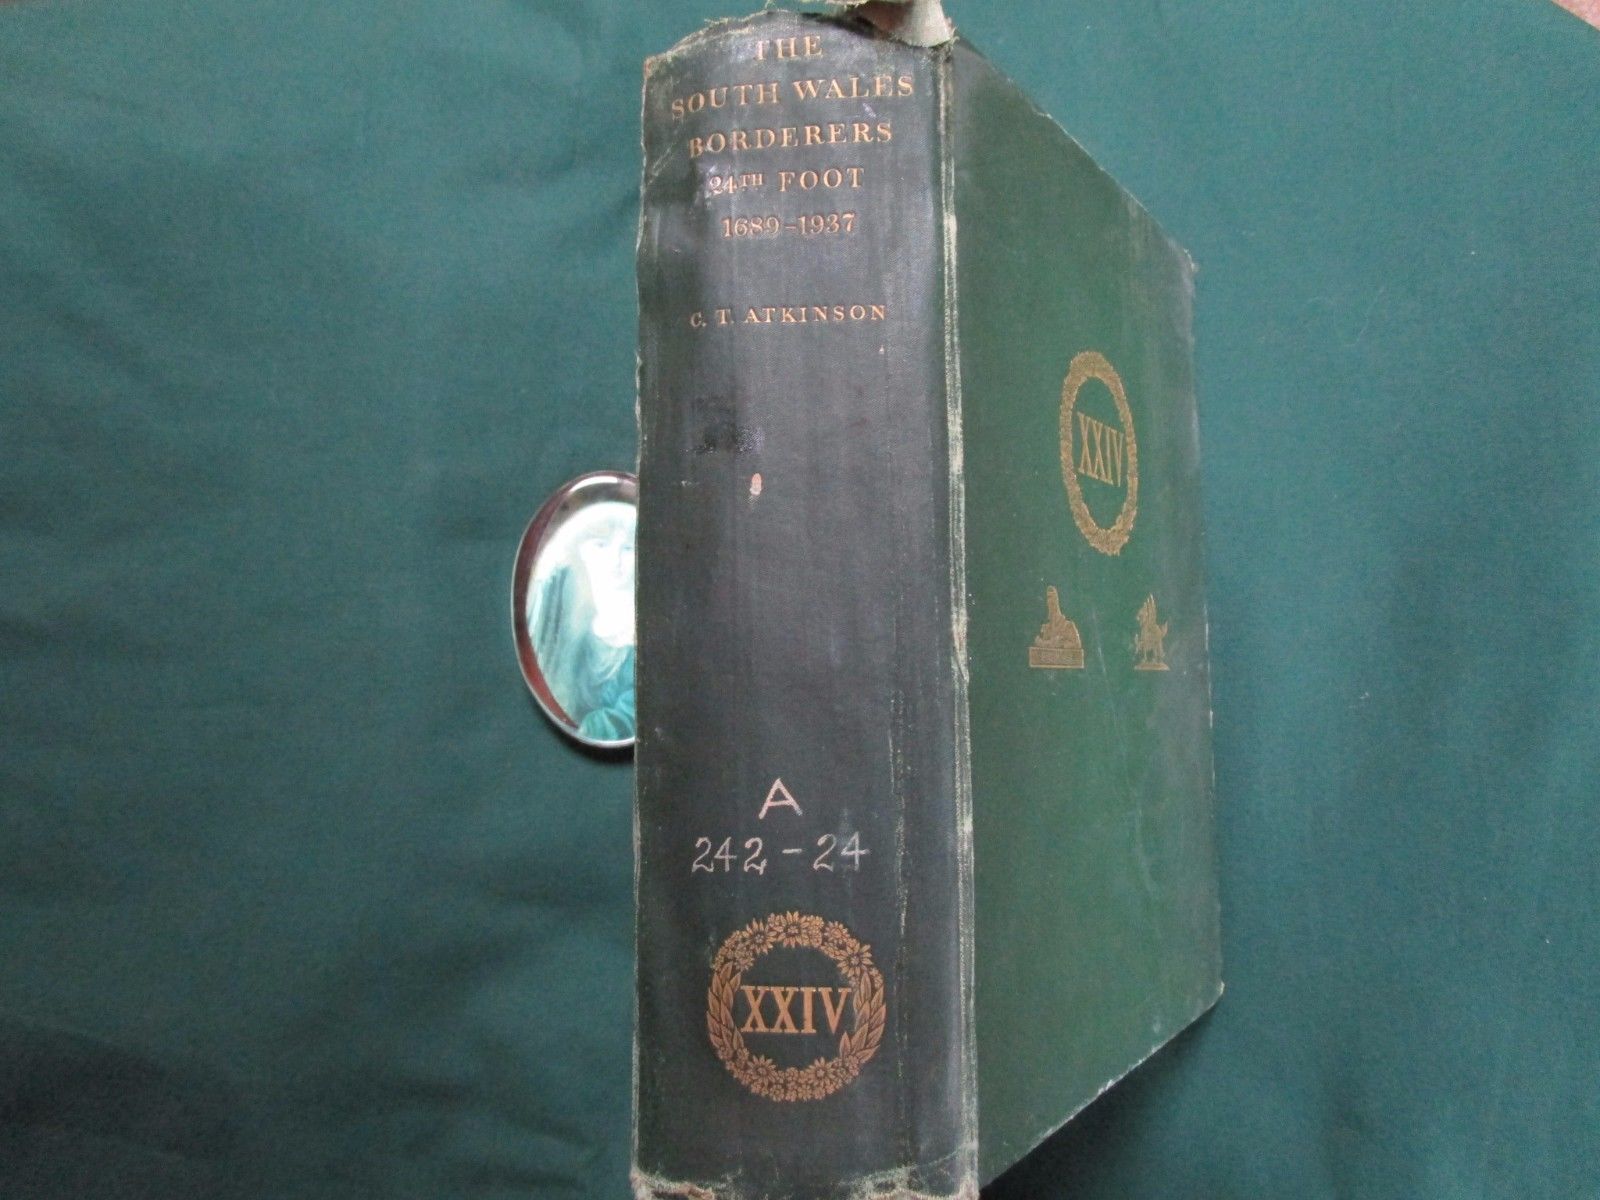 THE
SOUTH WALES
BORDERERS
24TH FOOT
1689-1937
C. T. ATKINSON
A
242-24
XXIV
XXIV